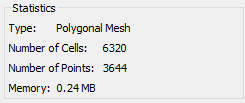 Statistics
Type: Polygonal Mesh
Number of Cells: 6320
Number of Points: 3644
Memory: 0.24 MB